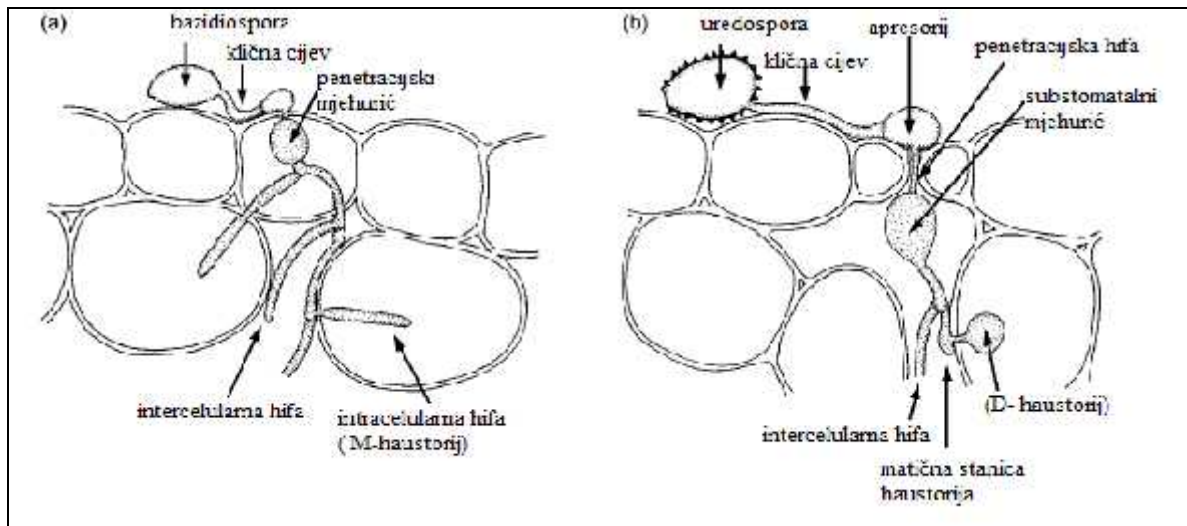 (a)
bazidiospora
klična cijev
penetracijski
mjehurić
intercelularna hifa
intracelularna hifa
( M-haustorij)
(b)
uredospora
klična cijev
apresorij
penetracijska hifa
substomatalni
mjehurić
(D- haustorij)
intercelularna hifa
matična stanica
haustorija